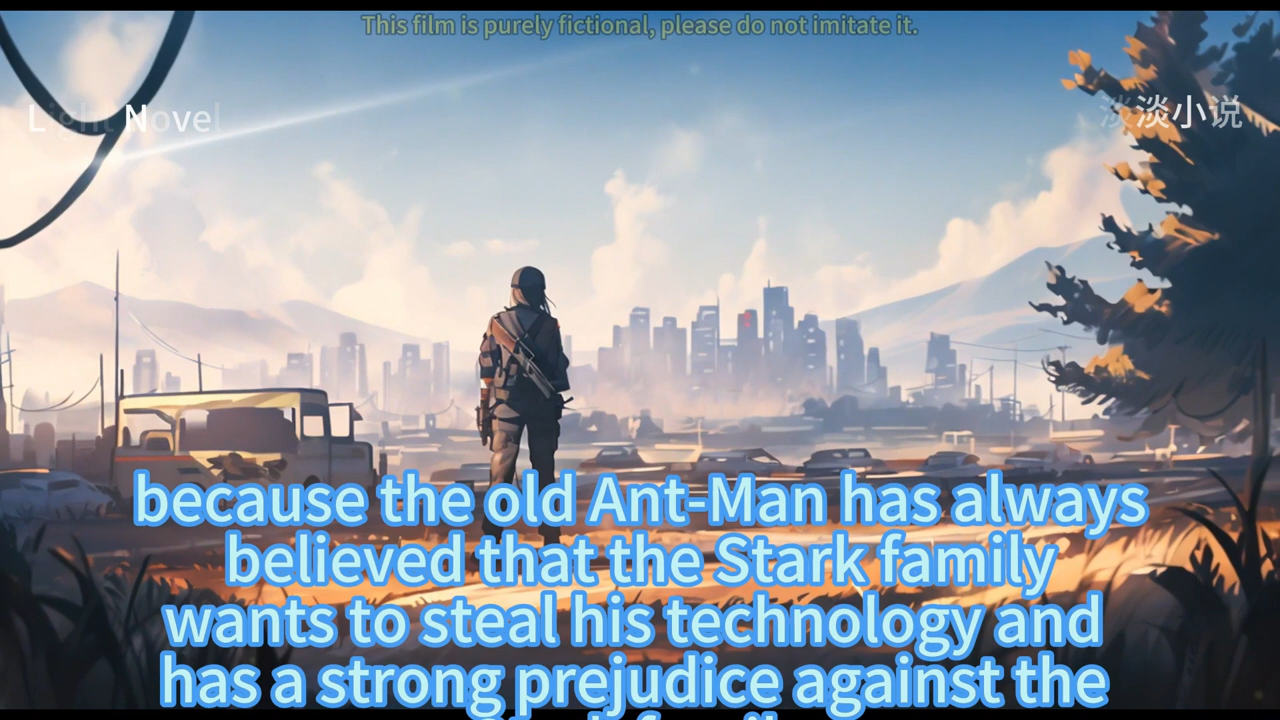 This film is purely fictional, please do not imitate it.
Light Novel
淡淡小说
because the old Ant-Man has always
believed that the Stark family
wants to steal his technology and
has a strong prejudice against the